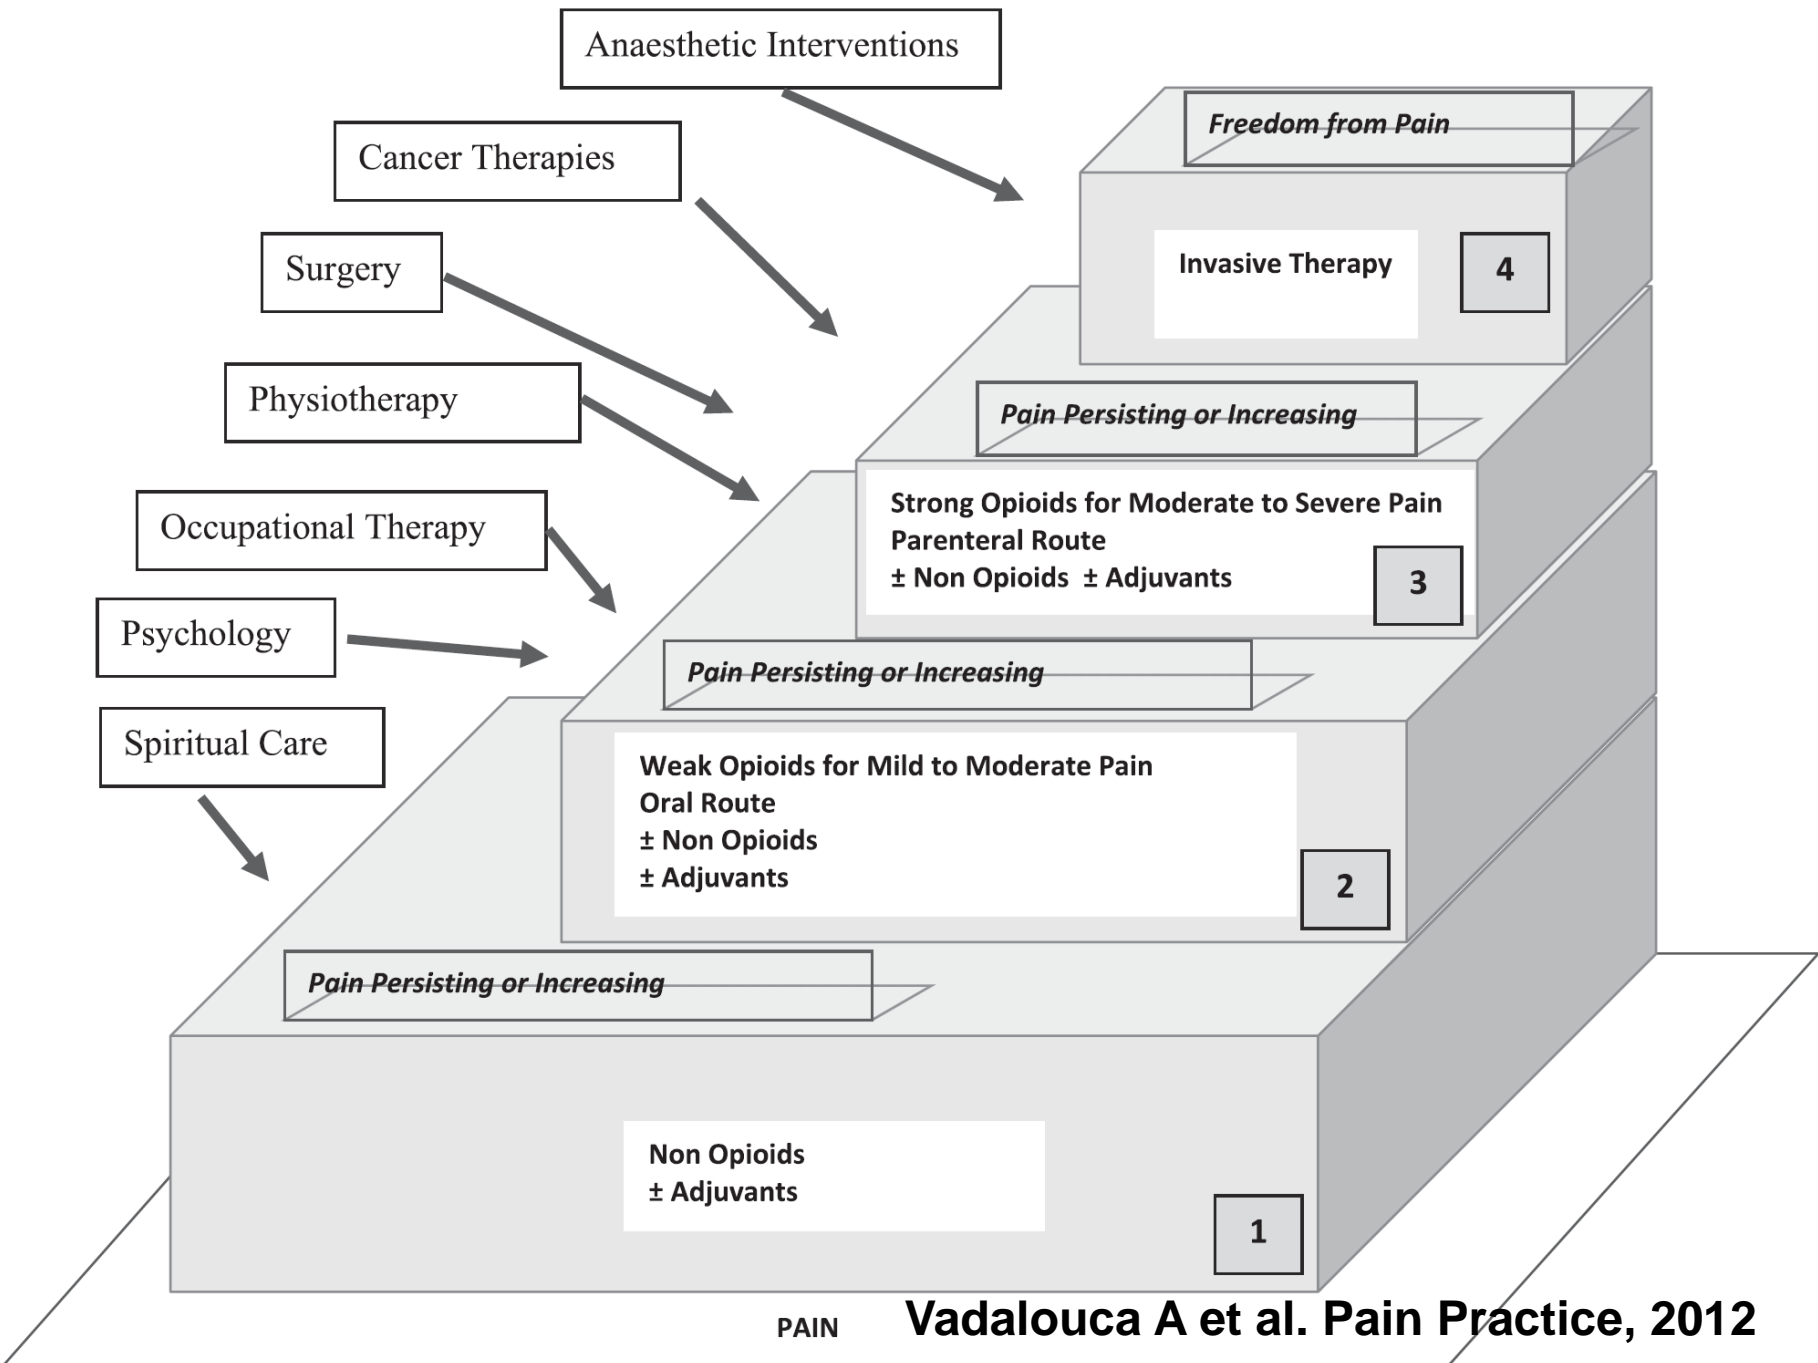 Anaesthetic Interventions
Cancer Therapies
Surgery
Physiotherapy
Occupational Therapy
Psychology
Spiritual Care
Freedom from Pain
Invasive Therapy
4
Pain Persisting or Increasing
Strong Opioids for Moderate to Severe Pain
Parenteral Route
± Non Opioids ± Adjuvants
3
Pain Persisting or Increasing
Weak Opioids for Mild to Moderate Pain
Oral Route
± Non Opioids
± Adjuvants
2
Pain Persisting or Increasing
Non Opioids
± Adjuvants
1
PAIN
Vadalouca A et al. Pain Practice, 2012